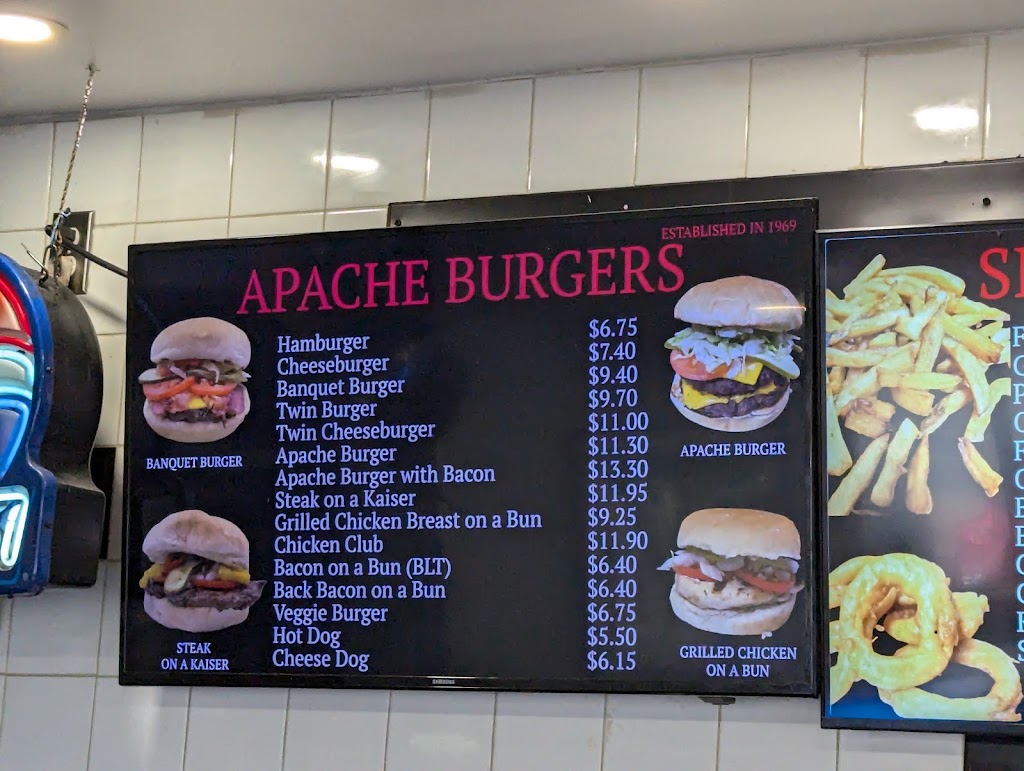 ESTABLISHED IN 1969
APACHE BURGERS
Hamburger $6.75
Cheeseburger $7.40
Banquet Burger $9.40
Twin Burger $9.70
Twin Cheeseburger $11.00
Apache Burger $11.30
Apache Burger with Bacon $13.30
Steak on a Kaiser $11.95
Grilled Chicken Breast on a Bun $9.25
Chicken Club $11.90
Bacon on a Bun (BLT) $6.40
Back Bacon on a Bun $6.40
Veggie Burger $6.75
Hot Dog $5.50
Cheese Dog $6.15
BANQUET BURGER
STEAK
ON A KAISER
APACHE BURGER
GRILLED CHICKEN
ON A BUN
SAMSUNG